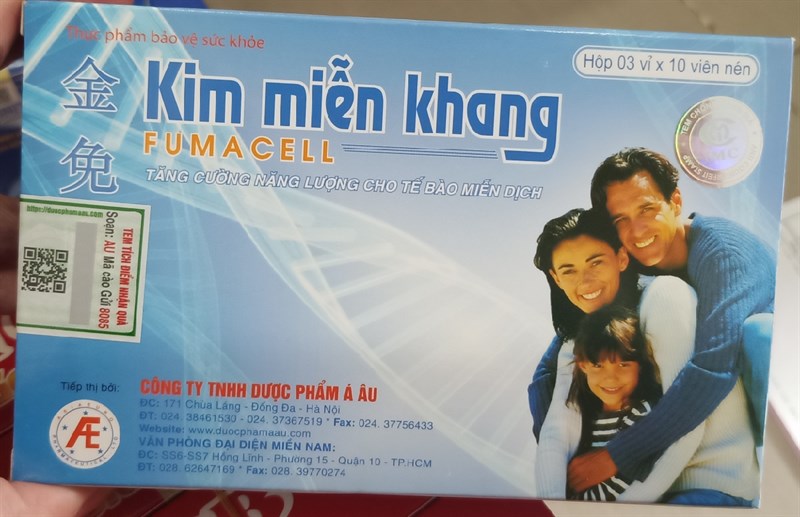 Thực phẩm bảo vệ sức khỏe
Hộp 03 vỉ x 10 viên nén
金免
Kim miễn khang
FUMACELL
TĂNG CƯỜNG NĂNG LƯỢNG CHO TẾ BÀO MIỄN DỊCH
https://duocphamaau.com
TEM TÍCH ĐIỂM NHẬN QUÀ
Soạn: AU Mã cào Gửi 8085
Tiếp thị bởi:
CÔNG TY TNHH DƯỢC PHẨM Á ÂU
ĐC: 171 Chùa Láng - Đống Đa - Hà Nội
ĐT: 024. 38461530 - 024. 37367519 * Fax: 024. 37756433
Website: www.duocphamaau.com
VĂN PHÒNG ĐẠI DIỆN MIỀN NAM:
ĐC: SS6-SS7 Hồng Lĩnh - Phường 15 - Quận 10 - TP.HCM
ĐT: 028. 62647169 * Fax: 028. 39770274
Æ